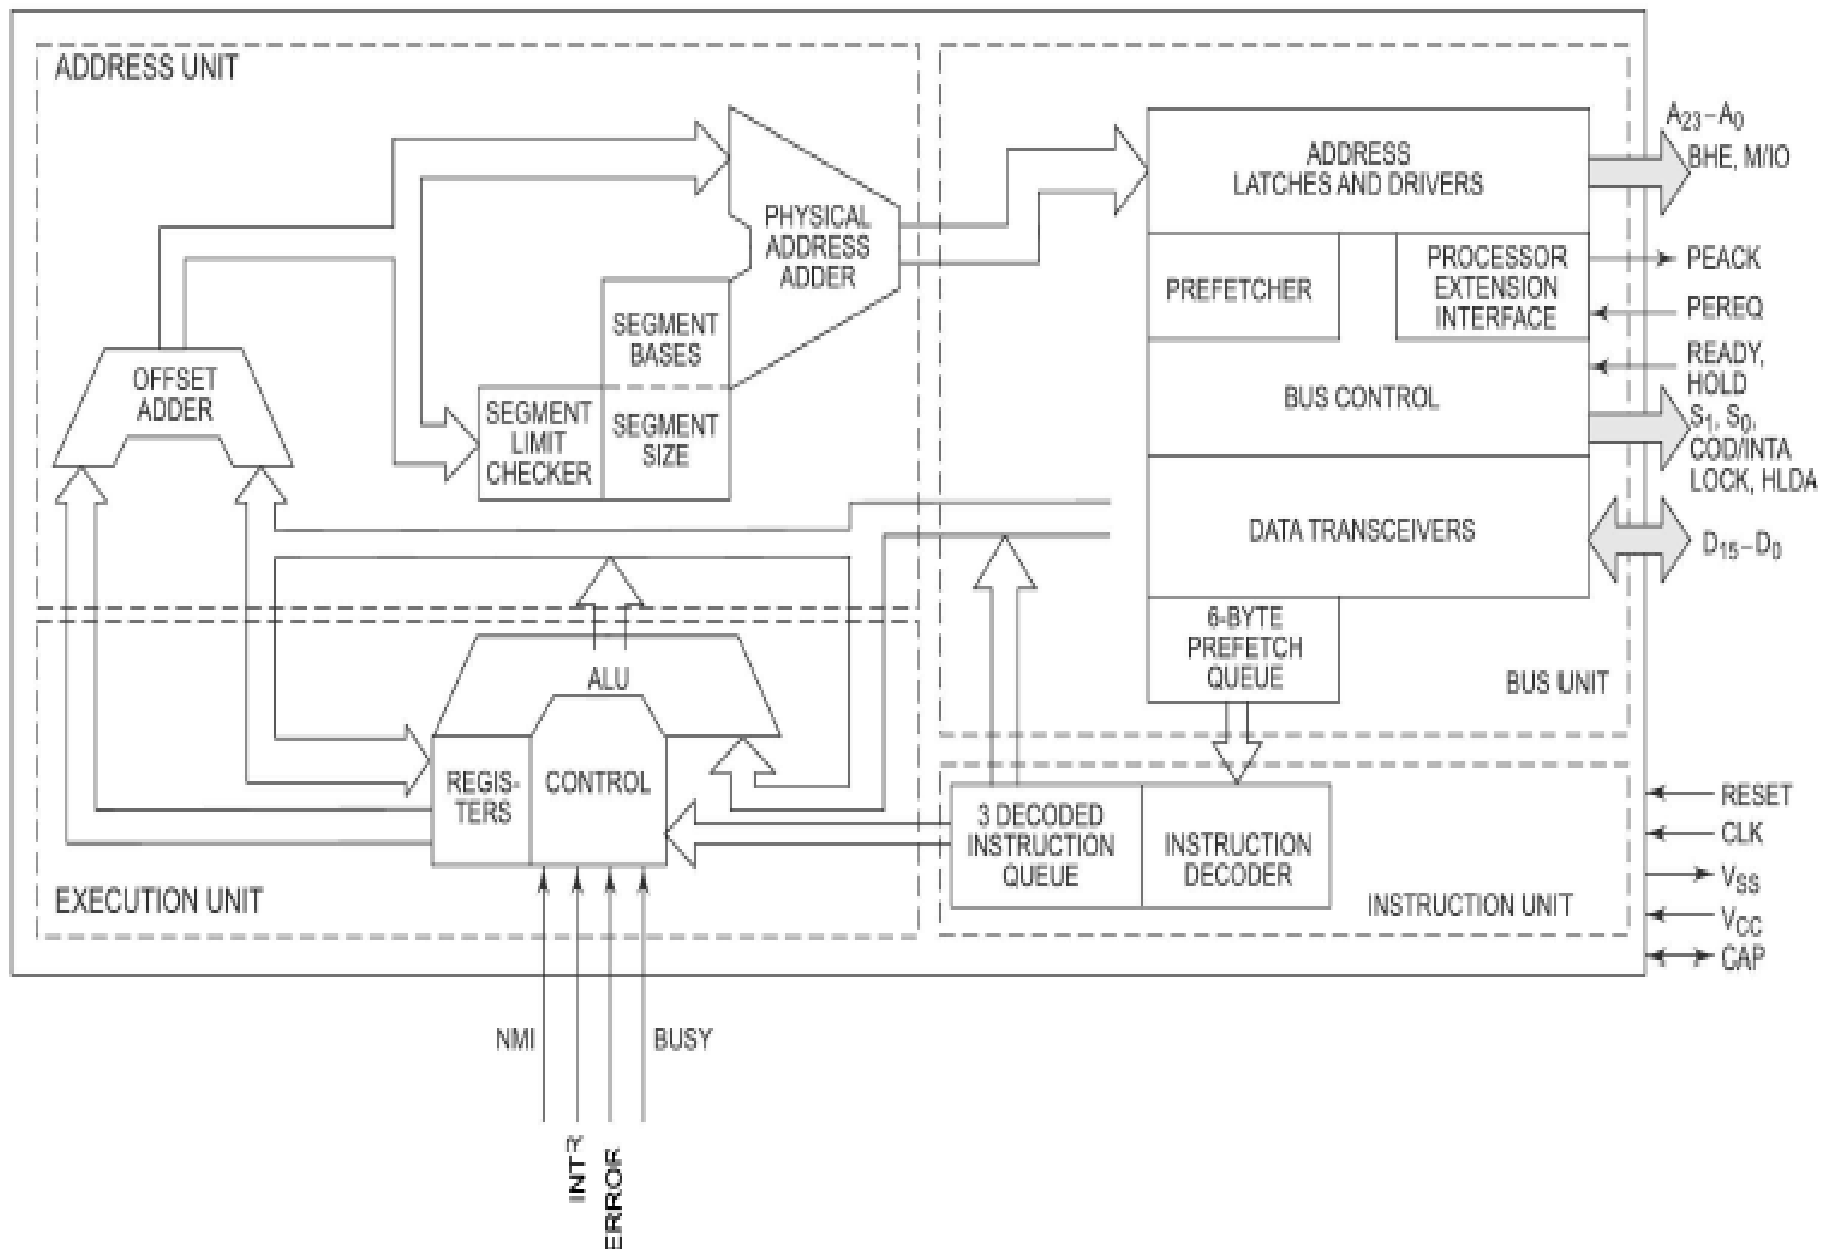 ADDRESS UNIT
OFFSET
ADDER
PHYSICAL
ADDRESS
ADDER
SEGMENT
BASES
SEGMENT
LIMIT
CHECKER
SEGMENT
SIZE
ADDRESS
LATCHES AND DRIVERS
PREFETCHER
PROCESSOR
EXTENSION
INTERFACE
BUS CONTROL
DATA TRANSCEIVERS
6-BYTE
PREFETCH
QUEUE
BUS UNIT
A23–A0
BHE, M/IO
PEACK
PEREQ
READY,
HOLD
S1, S0,
COD/INTA
LOCK, HLDA
D15–D0
ALU
REGIS-
TERS
CONTROL
EXECUTION UNIT
3 DECODED
INSTRUCTION
QUEUE
INSTRUCTION
DECODER
INSTRUCTION UNIT
RESET
CLK
VSS
VCC
CAP
NMI
INTR
ERROR
BUSY